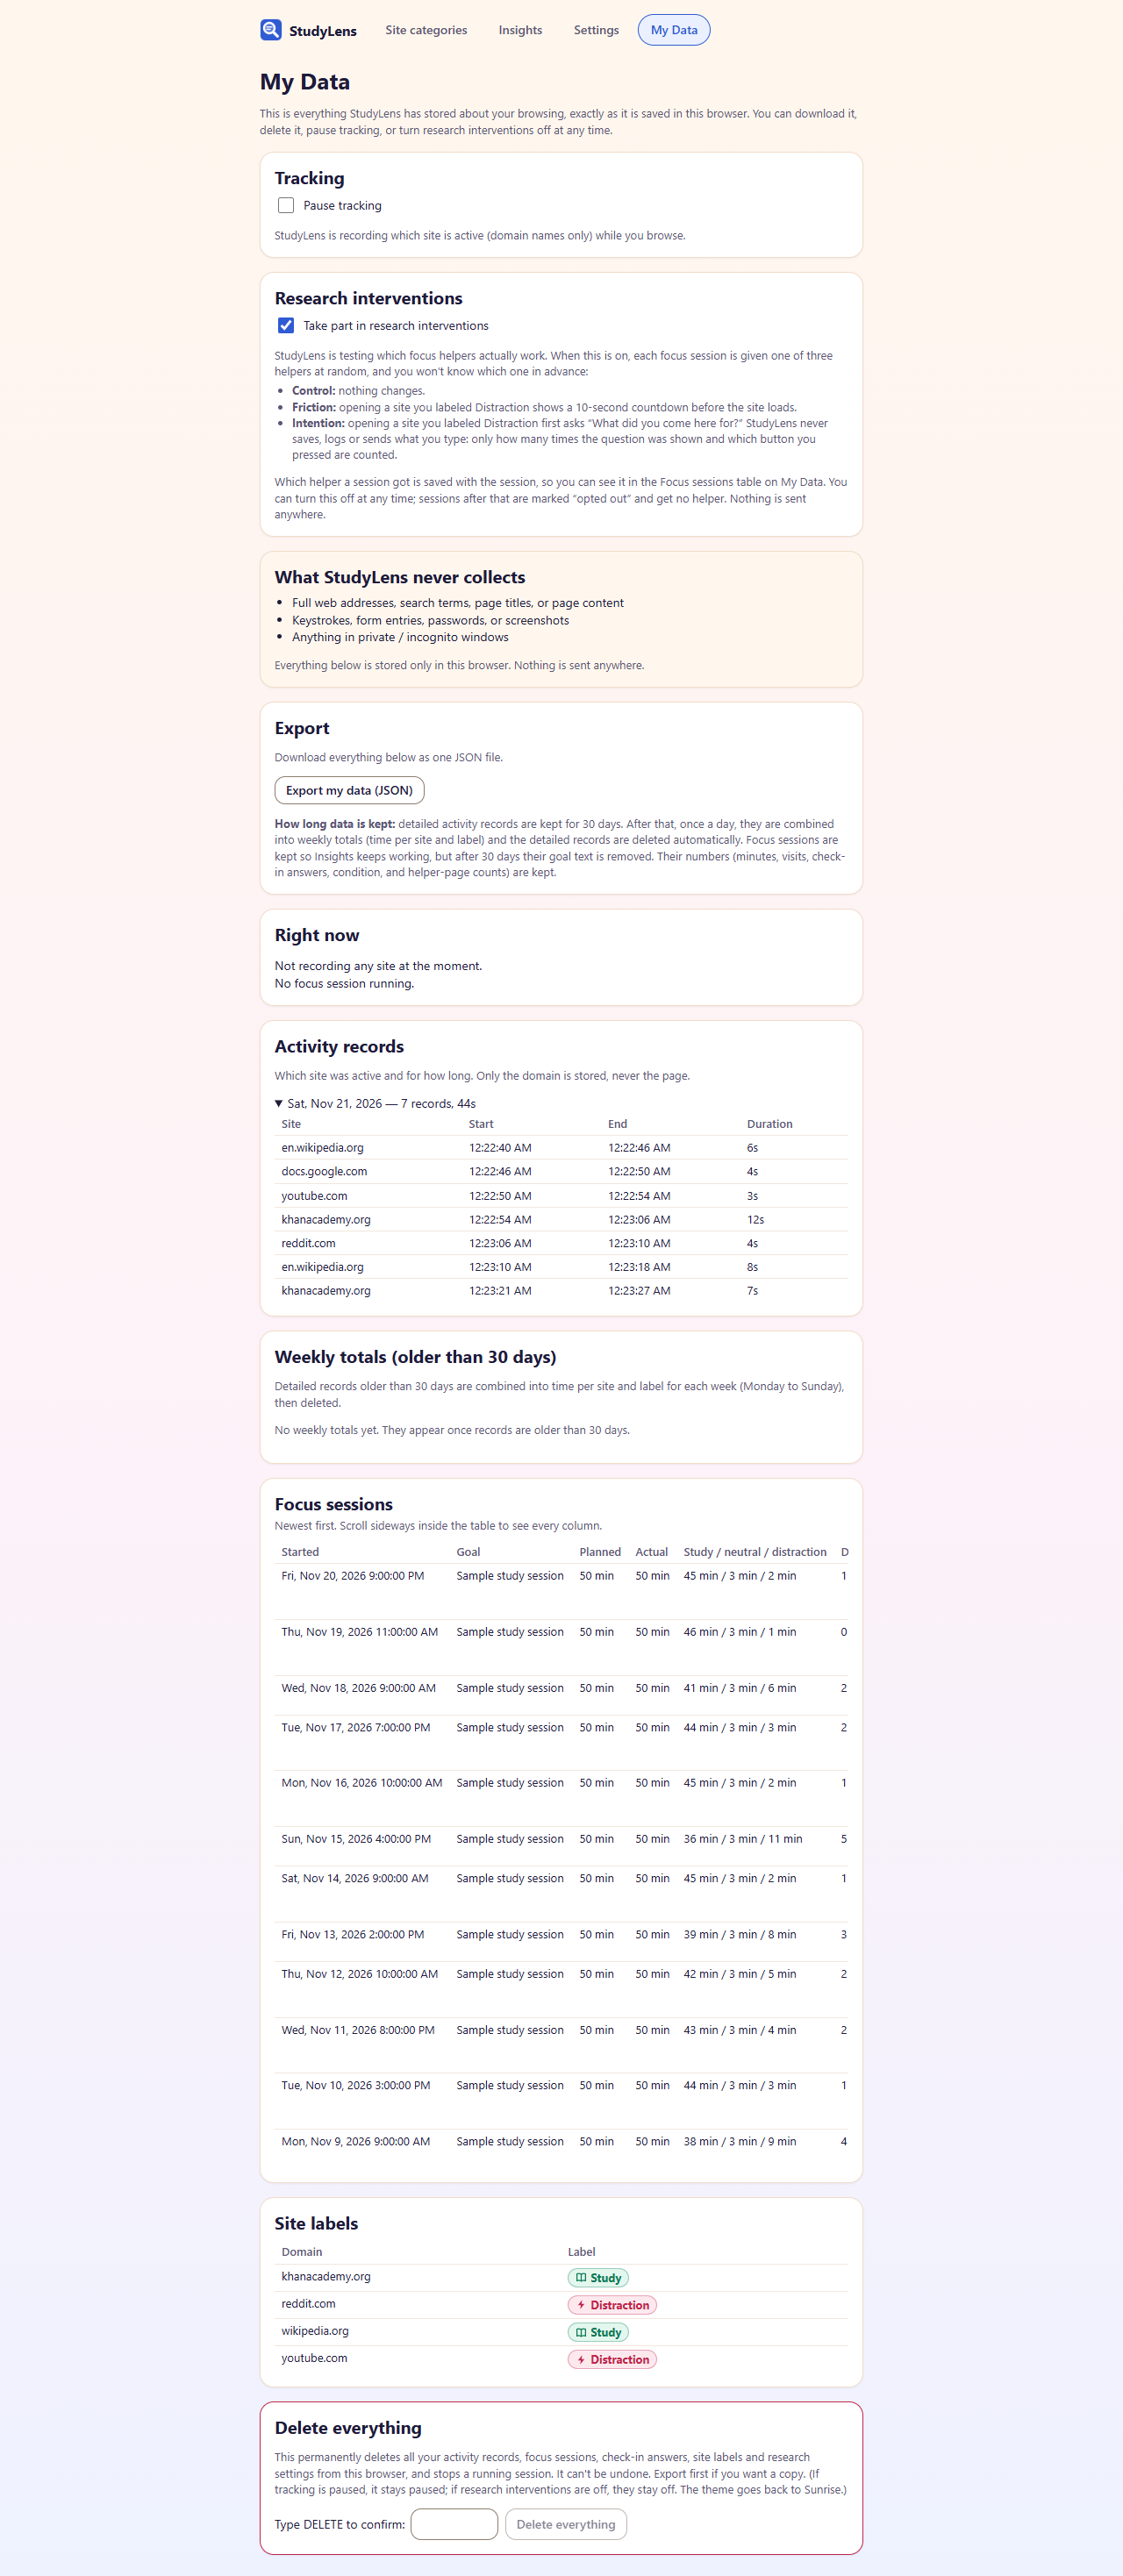 StudyLens Site categories Insights Settings My Data
My Data
This is everything StudyLens has stored about your browsing, exactly as it is saved in this browser. You can download it,
delete it, pause tracking, or turn research interventions off at any time.
Tracking
Pause tracking
StudyLens is recording which site is active (domain names only) while you browse.
Research interventions
Take part in research interventions
StudyLens is testing which focus helpers actually work. When this is on, each focus session is given one of three
helpers at random, and you won't know which one in advance:
• Control: nothing changes.
• Friction: opening a site you labeled Distraction shows a 10-second countdown before the site loads.
• Intention: opening a site you labeled Distraction first asks “What did you come here for?” StudyLens never
saves, logs or sends what you type: only how many times the question was shown and which button you
pressed are counted.
Which helper a session got is saved with the session, so you can see it in the Focus sessions table on My Data. You
can turn this off at any time; sessions after that are marked “opted out” and get no helper. Nothing is sent
anywhere.
What StudyLens never collects
• Full web addresses, search terms, page titles, or page content
• Keystrokes, form entries, passwords, or screenshots
• Anything in private / incognito windows
Everything below is stored only in this browser. Nothing is sent anywhere.
Export
Download everything below as one JSON file.
Export my data (JSON)
How long data is kept: detailed activity records are kept for 30 days. After that, once a day, they are combined
into weekly totals (time per site and label) and the detailed records are deleted automatically. Focus sessions are
kept so Insights keeps working, but after 30 days their goal text is removed. Their numbers (minutes, visits, check-
in answers, condition, and helper-page counts) are kept.
Right now
Not recording any site at the moment.
No focus session running.
Activity records
Which site was active and for how long. Only the domain is stored, never the page.
▼ Sat, Nov 21, 2026 — 7 records, 44s
Site Start End Duration
en.wikipedia.org 12:22:40 AM 12:22:46 AM 6s
docs.google.com 12:22:46 AM 12:22:50 AM 4s
youtube.com 12:22:50 AM 12:22:54 AM 3s
khanacademy.org 12:22:54 AM 12:23:06 AM 12s
reddit.com 12:23:06 AM 12:23:10 AM 4s
en.wikipedia.org 12:23:10 AM 12:23:18 AM 8s
khanacademy.org 12:23:21 AM 12:23:27 AM 7s
Weekly totals (older than 30 days)
Detailed records older than 30 days are combined into time per site and label for each week (Monday to Sunday),
then deleted.
No weekly totals yet. They appear once records are older than 30 days.
Focus sessions
Newest first. Scroll sideways inside the table to see every column.
Started Goal Planned Actual Study / neutral / distraction D
Fri, Nov 20, 2026 9:00:00 PM Sample study session 50 min 50 min 45 min / 3 min / 2 min 1
Thu, Nov 19, 2026 11:00:00 AM Sample study session 50 min 50 min 46 min / 3 min / 1 min 0
Wed, Nov 18, 2026 9:00:00 AM Sample study session 50 min 50 min 41 min / 3 min / 6 min 2
Tue, Nov 17, 2026 7:00:00 PM Sample study session 50 min 50 min 44 min / 3 min / 3 min 2
Mon, Nov 16, 2026 10:00:00 AM Sample study session 50 min 50 min 45 min / 3 min / 2 min 1
Sun, Nov 15, 2026 4:00:00 PM Sample study session 50 min 50 min 36 min / 3 min / 11 min 5
Sat, Nov 14, 2026 9:00:00 AM Sample study session 50 min 50 min 45 min / 3 min / 2 min 1
Fri, Nov 13, 2026 2:00:00 PM Sample study session 50 min 50 min 39 min / 3 min / 8 min 3
Thu, Nov 12, 2026 10:00:00 AM Sample study session 50 min 50 min 42 min / 3 min / 5 min 2
Wed, Nov 11, 2026 8:00:00 PM Sample study session 50 min 50 min 43 min / 3 min / 4 min 2
Tue, Nov 10, 2026 3:00:00 PM Sample study session 50 min 50 min 44 min / 3 min / 3 min 1
Mon, Nov 9, 2026 9:00:00 AM Sample study session 50 min 50 min 38 min / 3 min / 9 min 4
Site labels
Domain Label
khanacademy.org Study
reddit.com Distraction
wikipedia.org Study
youtube.com Distraction
Delete everything
This permanently deletes all your activity records, focus sessions, check-in answers, site labels and research
settings from this browser, and stops a running session. It can't be undone. Export first if you want a copy. (If
tracking is paused, it stays paused; if research interventions are off, they stay off. The theme goes back to Sunrise.)
Type DELETE to confirm: Delete everything